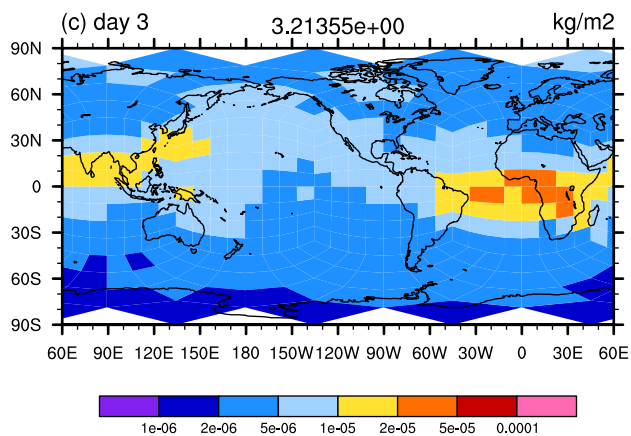 (c) day 3 3.21355e+00 kg/m2
90N
60N
30N
0
30S
60S
90S
60E 90E 120E 150E 180 150W 120W 90W 60W 30W 0 30E 60E
1e-06 2e-06 5e-06 1e-05 2e-05 5e-05 0.0001